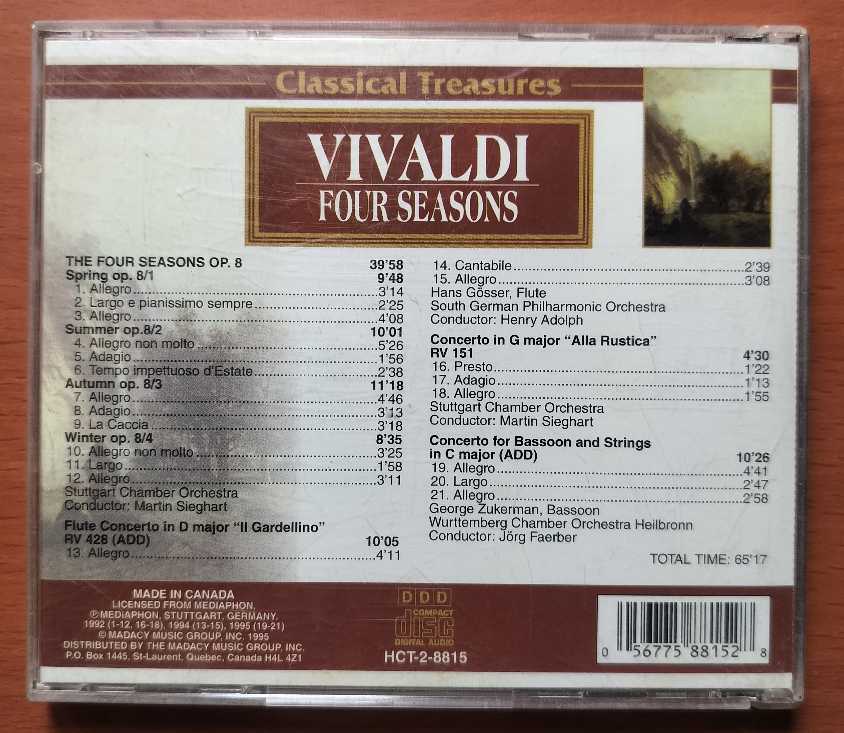 Classical Treasures
VIVALDI
FOUR SEASONS
THE FOUR SEASONS OP. 8 39'58
Spring op. 8/1 9'48
1. Allegro 3'14
2. Largo e pianissimo sempre 2'25
3. Allegro 4'08
Summer op.8/2 10'01
4. Allegro non molto 5'26
5. Adagio 1'56
6. Tempo impettuoso d'Estate 2'38
Autumn op. 8/3 11'18
7. Allegro 4'46
8. Adagio 3'13
9. La Caccia 3'18
Winter op. 8/4 8'35
10. Allegro non molto 3'25
11. Largo 1'58
12. Allegro 3'11
Stuttgart Chamber Orchestra
Conductor: Martin Sieghart
Flute Concerto in D major "Il Gardellino"
RV 428 (ADD) 10'05
13. Allegro 4'11
14. Cantabile 2'39
15. Allegro 3'08
Hans Gösser, Flute
South German Philharmonic Orchestra
Conductor: Henry Adolph
Concerto in G major "Alla Rustica"
RV 151 4'30
16. Presto 1'22
17. Adagio 1'13
18. Allegro 1'55
Stuttgart Chamber Orchestra
Conductor: Martin Sieghart
Concerto for Bassoon and Strings
in C major (ADD) 10'26
19. Allegro 4'41
20. Largo 2'47
21. Allegro 2'58
George Zukerman, Bassoon
Wurttemberg Chamber Orchestra Heilbronn
Conductor: Jörg Faerber
TOTAL TIME: 65'17
MADE IN CANADA
LICENSED FROM MEDIAPHON,
℗ MEDIAPHON, STUTTGART, GERMANY,
1992 (1-12, 16-18), 1994 (13-15), 1995 (19-21)
© MADACY MUSIC GROUP, INC. 1995
DISTRIBUTED BY THE MADACY MUSIC GROUP, INC.
P.O. Box 1445, St-Laurent, Quebec, Canada H4L 4Z1
DDD
COMPACT
disc
DIGITAL AUDIO
HCT-2-8815
0 56775 88152 8